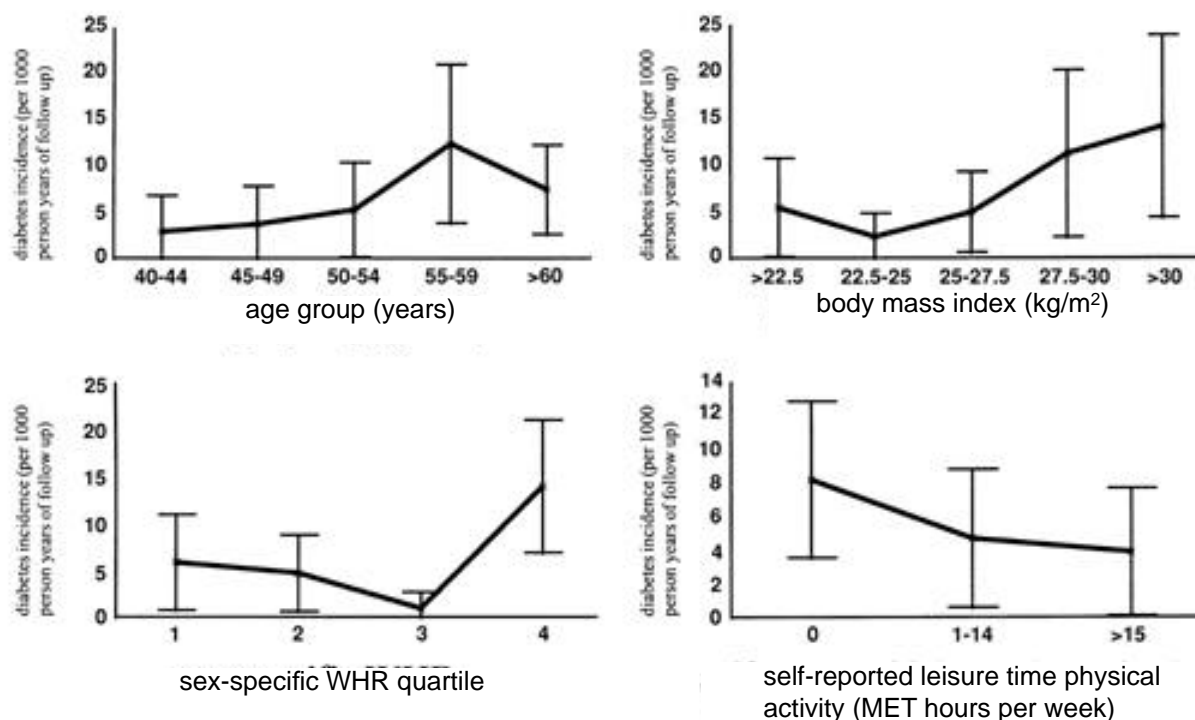 diabetes incidence (per 1000
person years of follow up)
25
20
15
10
5
0
40-44 45-49 50-54 55-59 >60
age group (years)
diabetes incidence (per 1000
person years of follow up)
25
20
15
10
5
0
>22.5 22.5-25 25-27.5 27.5-30 >30
body mass index (kg/m²)
diabetes incidence (per 1000
person years of follow up)
25
20
15
10
5
0
1 2 3 4
sex-specific WHR quartile
diabetes incidence (per 1000
person years of follow up)
14
12
10
8
6
4
2
0
0 1-14 >15
self-reported leisure time physical
activity (MET hours per week)